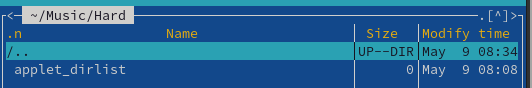 <─ ~/Music/Hard ─.[^]>
.n Name Size Modify time
/.. UP--DIR May 9 08:34
applet_dirlist 0 May 9 08:08